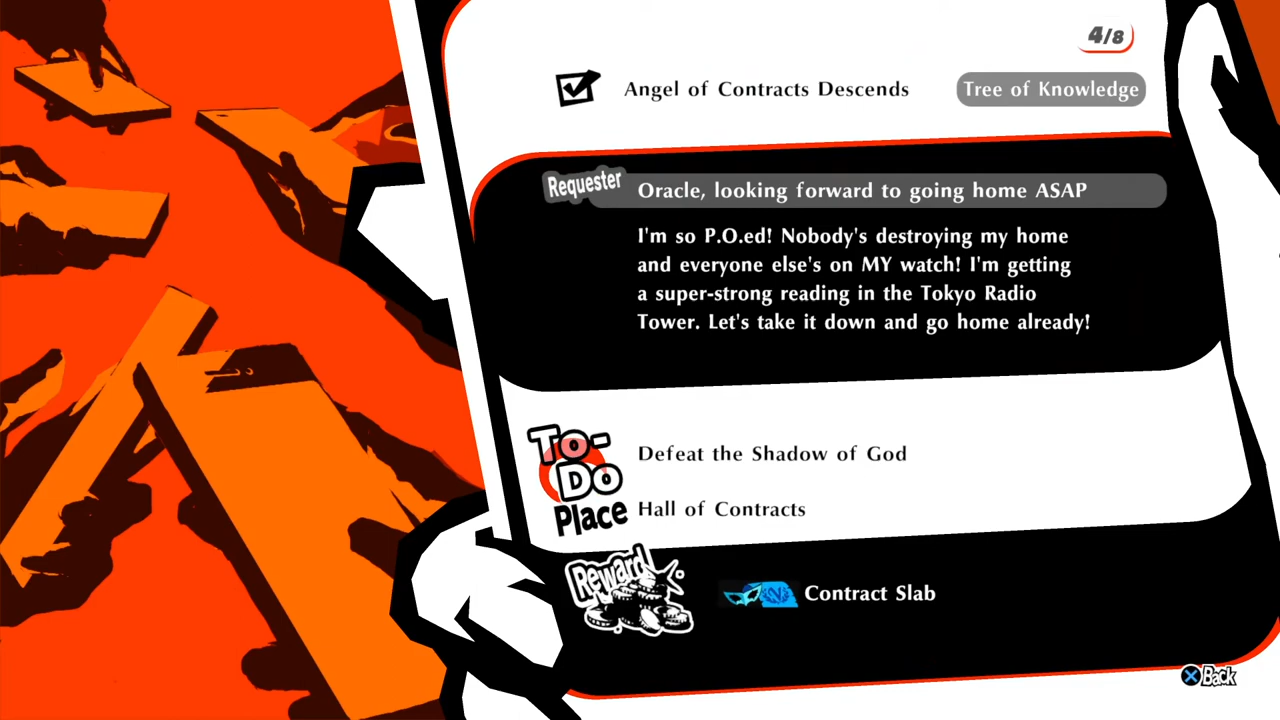 4/8
Angel of Contracts Descends
Tree of Knowledge
Requester
Oracle, looking forward to going home ASAP
I'm so P.O.ed! Nobody's destroying my home
and everyone else's on MY watch! I'm getting
a super-strong reading in the Tokyo Radio
Tower. Let's take it down and go home already!
To-
Do
Defeat the Shadow of God
Place
Hall of Contracts
Reward
Contract Slab
Back